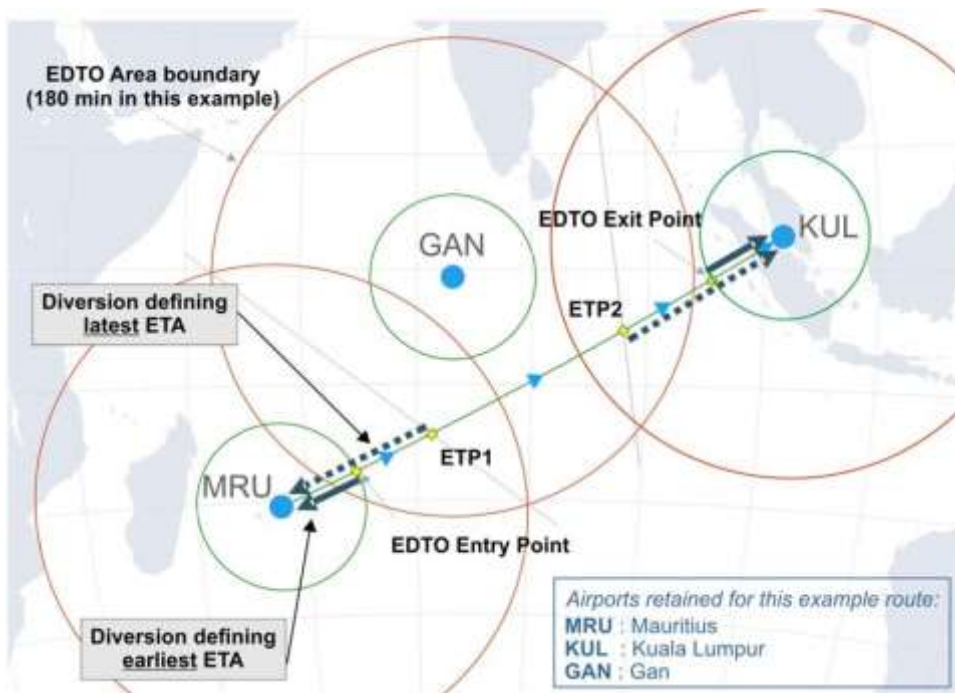 EDTO Area boundary
(180 min in this example)
EDTO Exit Point
KUL
GAN
Diversion defining
latest ETA
ETP2
ETP1
MRU
EDTO Entry Point
Diversion defining
earliest ETA
Airports retained for this example route:
MRU : Mauritius
KUL : Kuala Lumpur
GAN : Gan